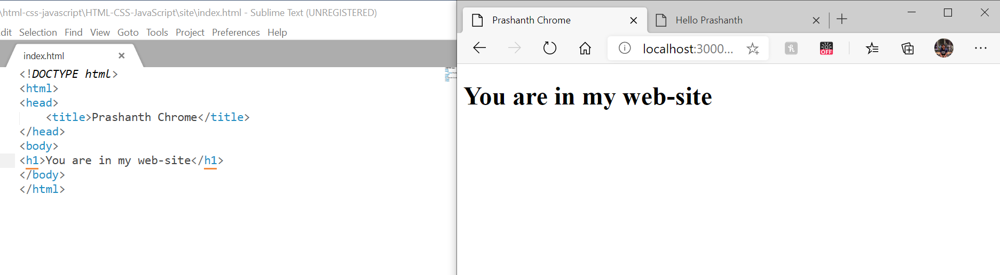 \html-css-javascript\HTML-CSS-JavaScript\site\index.html - Sublime Text (UNREGISTERED)
dit Selection Find View Goto Tools Project Preferences Help
index.html
<!DOCTYPE html>
<html>
<head>
    <title>Prashanth Chrome</title>
</head>
<body>
<h1>You are in my web-site</h1>
</body>
</html>
Prashanth Chrome
Hello Prashanth
localhost:3000...
OFF
You are in my web-site